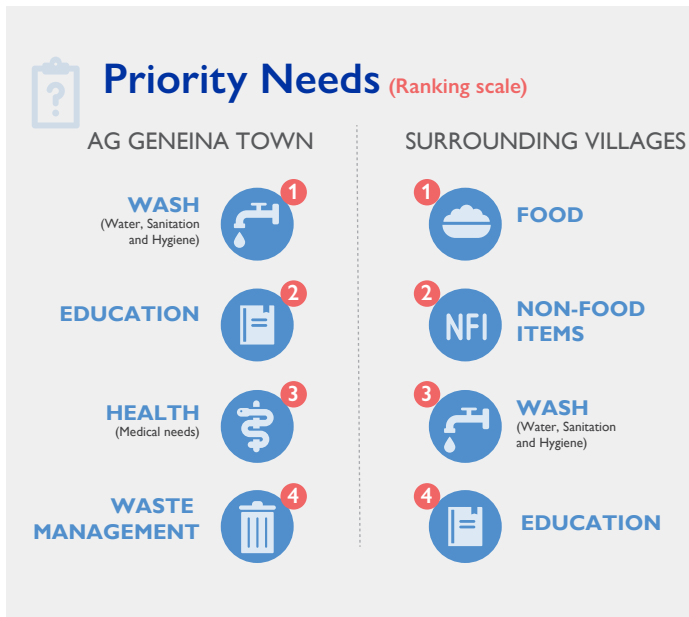 Priority Needs (Ranking scale)
AG GENEINA TOWN
1
WASH
(Water, Sanitation
and Hygiene)
2
EDUCATION
3
HEALTH
(Medical needs)
4
WASTE
MANAGEMENT
SURROUNDING VILLAGES
1
FOOD
2
NFI
NON-FOOD
ITEMS
3
WASH
(Water, Sanitation
and Hygiene)
4
EDUCATION